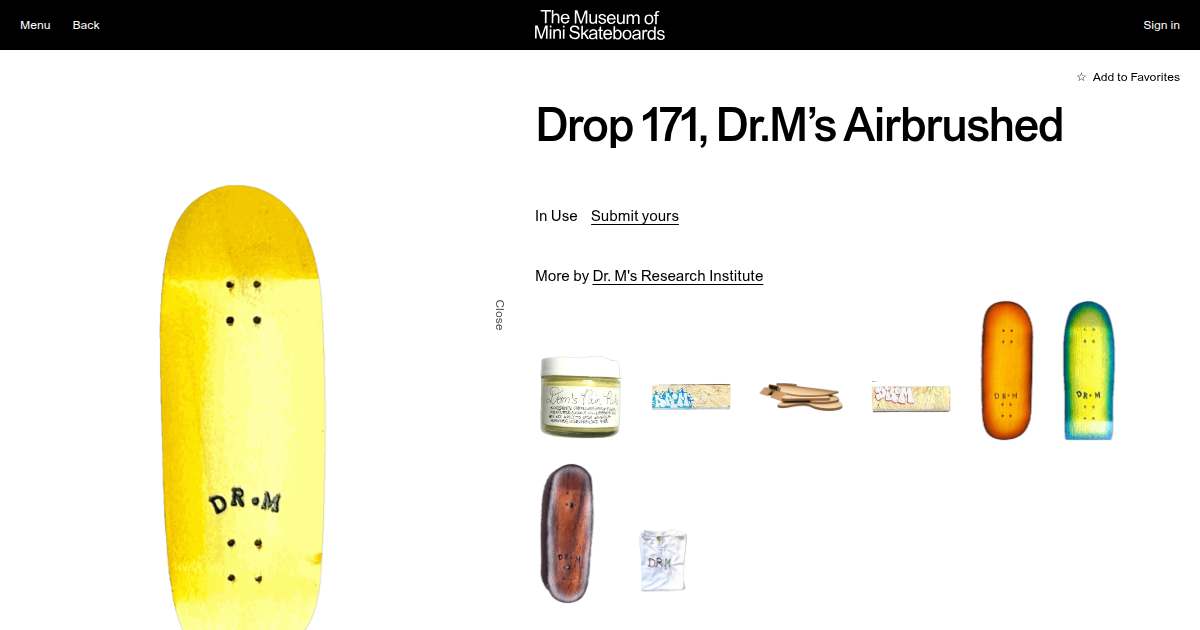 Menu
Back
The Museum of
Mini Skateboards
Sign in
☆ Add to Favorites
Drop 171, Dr.M’s Airbrushed
In Use
Submit yours
More by Dr. M's Research Institute
Close
DR•M
DR•M
DR•M
DR•M
DRM